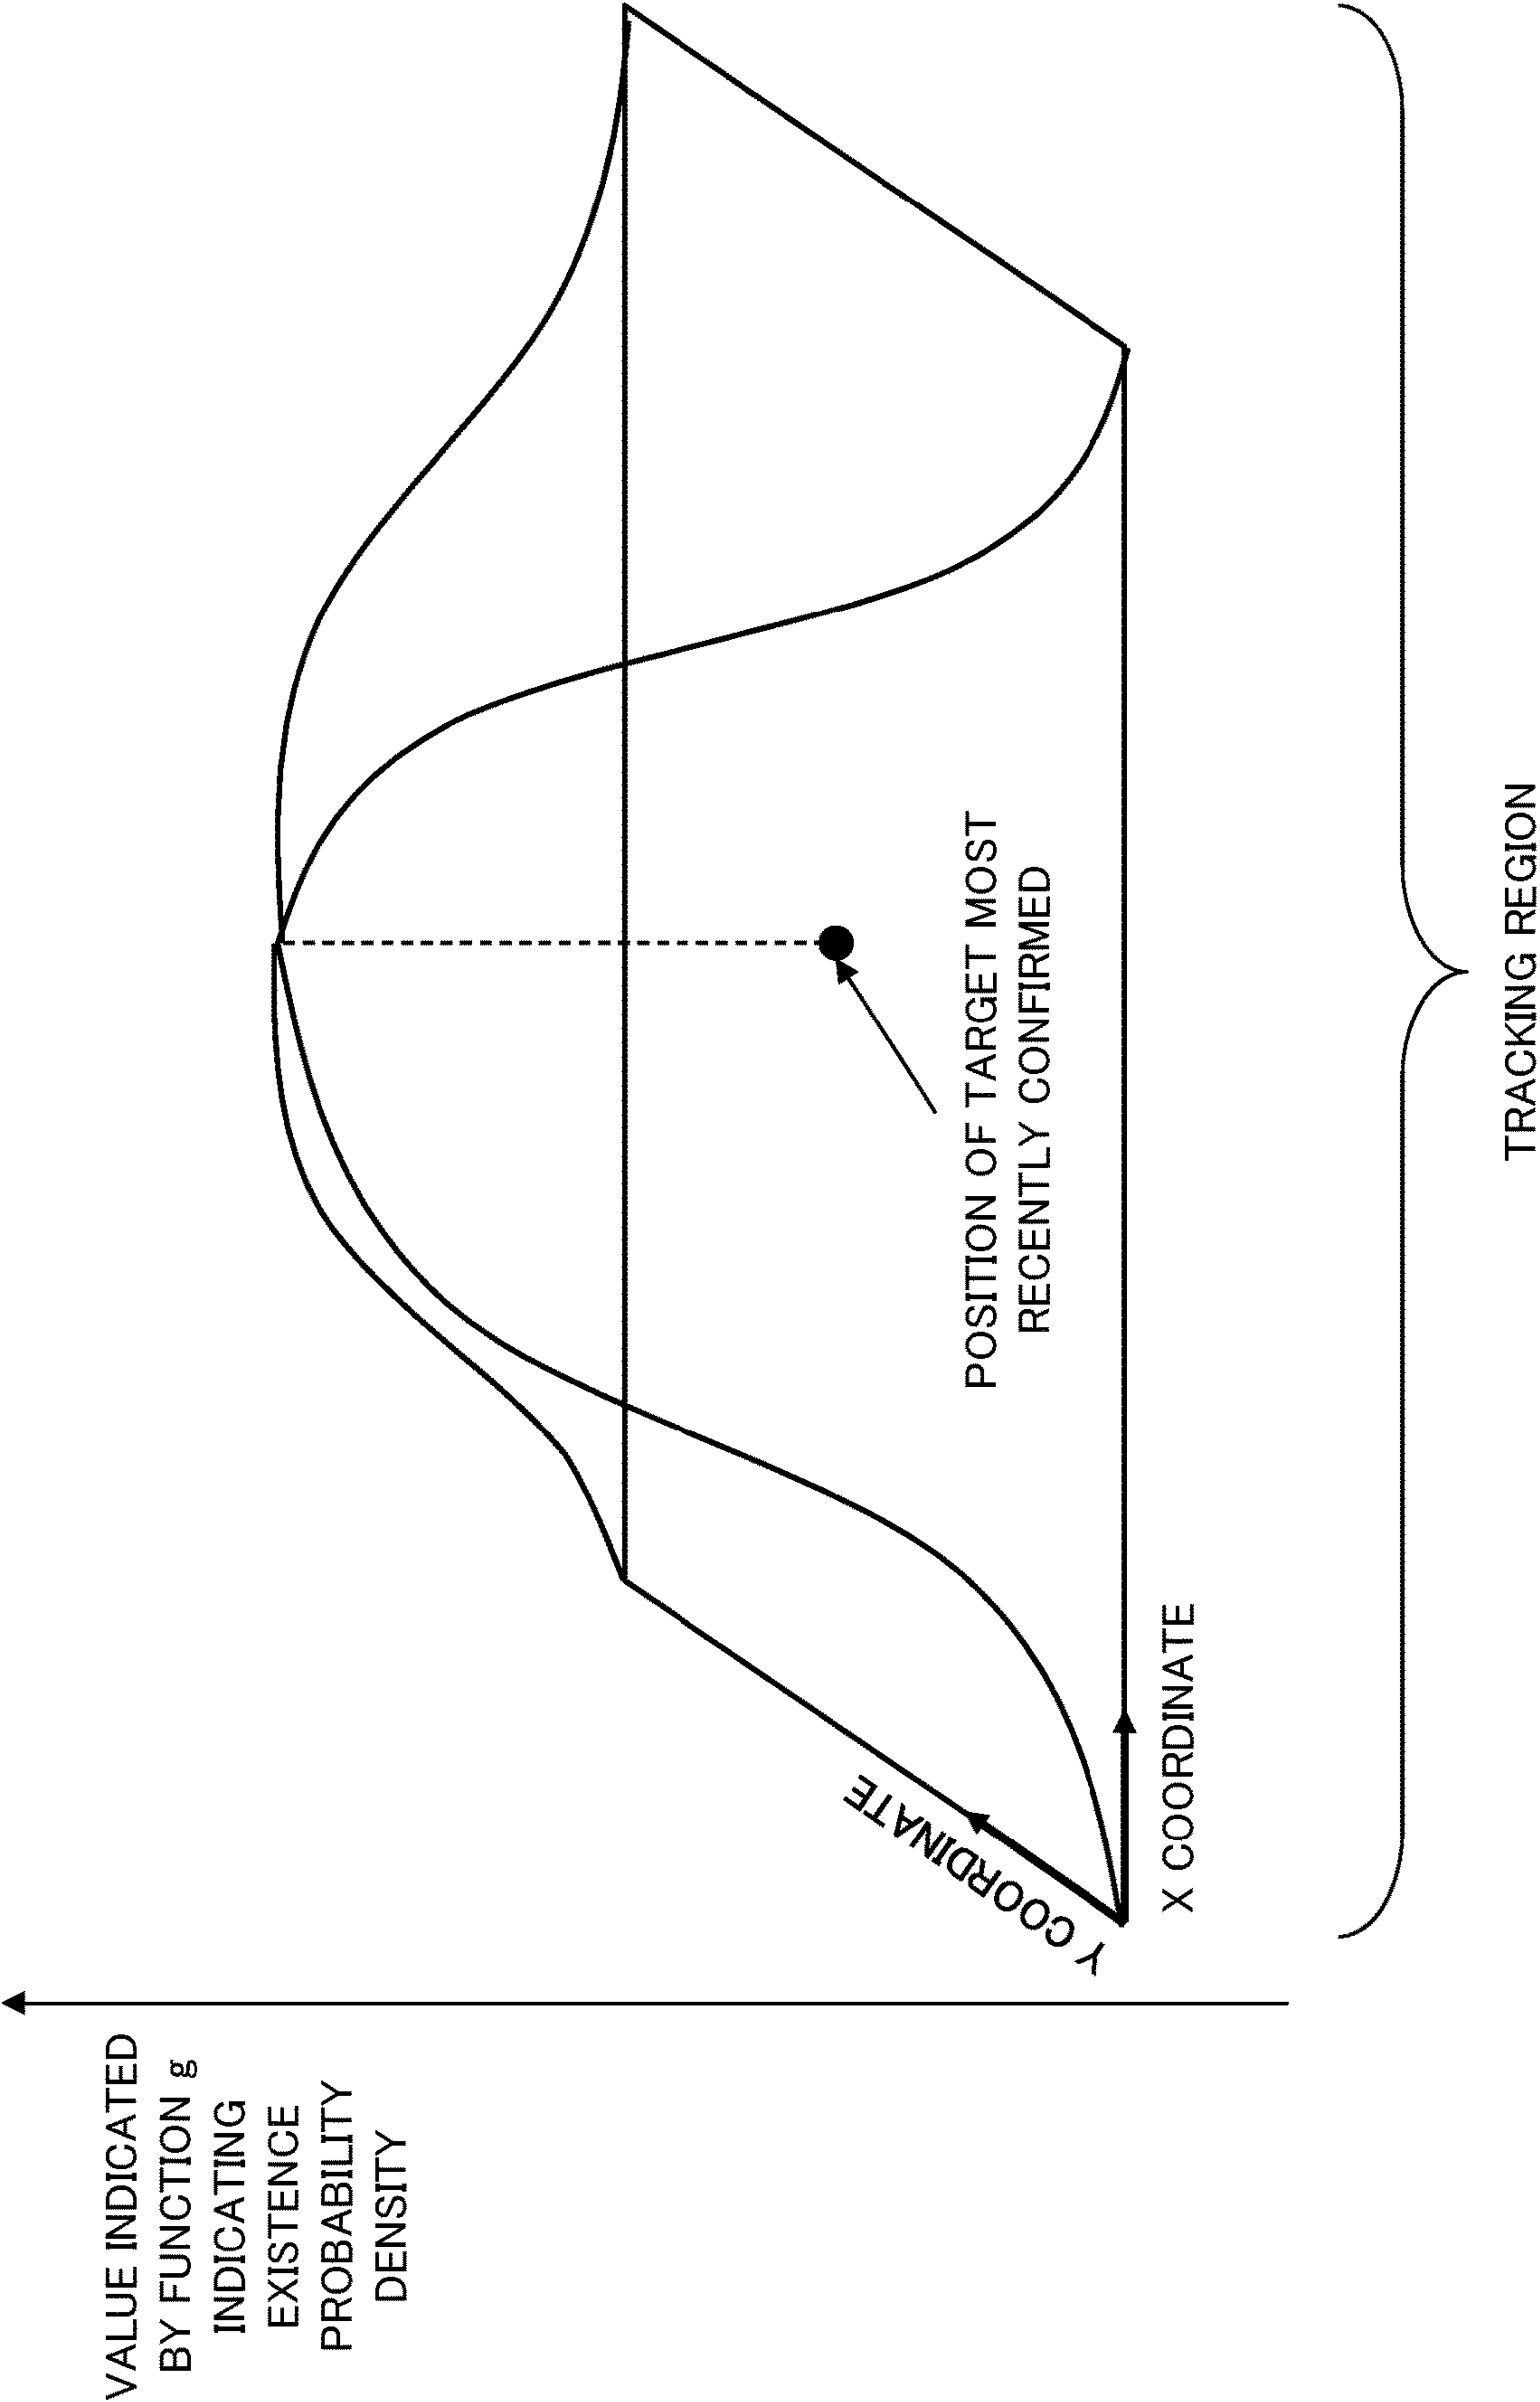 VALUE INDICATED
BY FUNCTION g
INDICATING
EXISTENCE
PROBABILITY
DENSITY
Y COORDINATE
X COORDINATE
POSITION OF TARGET MOST
RECENTLY CONFIRMED
TRACKING REGION